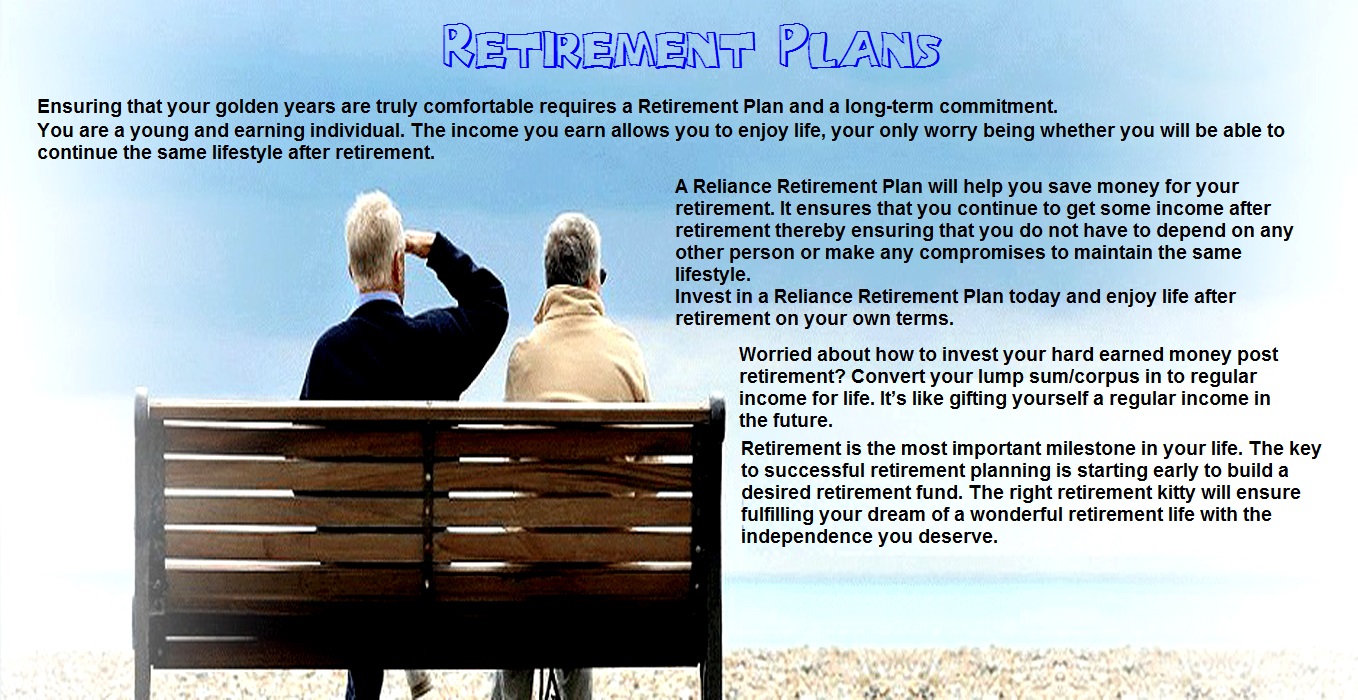 Retirement Plans
Ensuring that your golden years are truly comfortable requires a Retirement Plan and a long-term commitment.
You are a young and earning individual. The income you earn allows you to enjoy life, your only worry being whether you will be able to
continue the same lifestyle after retirement.
A Reliance Retirement Plan will help you save money for your
retirement. It ensures that you continue to get some income after
retirement thereby ensuring that you do not have to depend on any
other person or make any compromises to maintain the same
lifestyle.
Invest in a Reliance Retirement Plan today and enjoy life after
retirement on your own terms.
Worried about how to invest your hard earned money post
retirement? Convert your lump sum/corpus in to regular
income for life. It’s like gifting yourself a regular income in
the future.
Retirement is the most important milestone in your life. The key
to successful retirement planning is starting early to build a
desired retirement fund. The right retirement kitty will ensure
fulfilling your dream of a wonderful retirement life with the
independence you deserve.